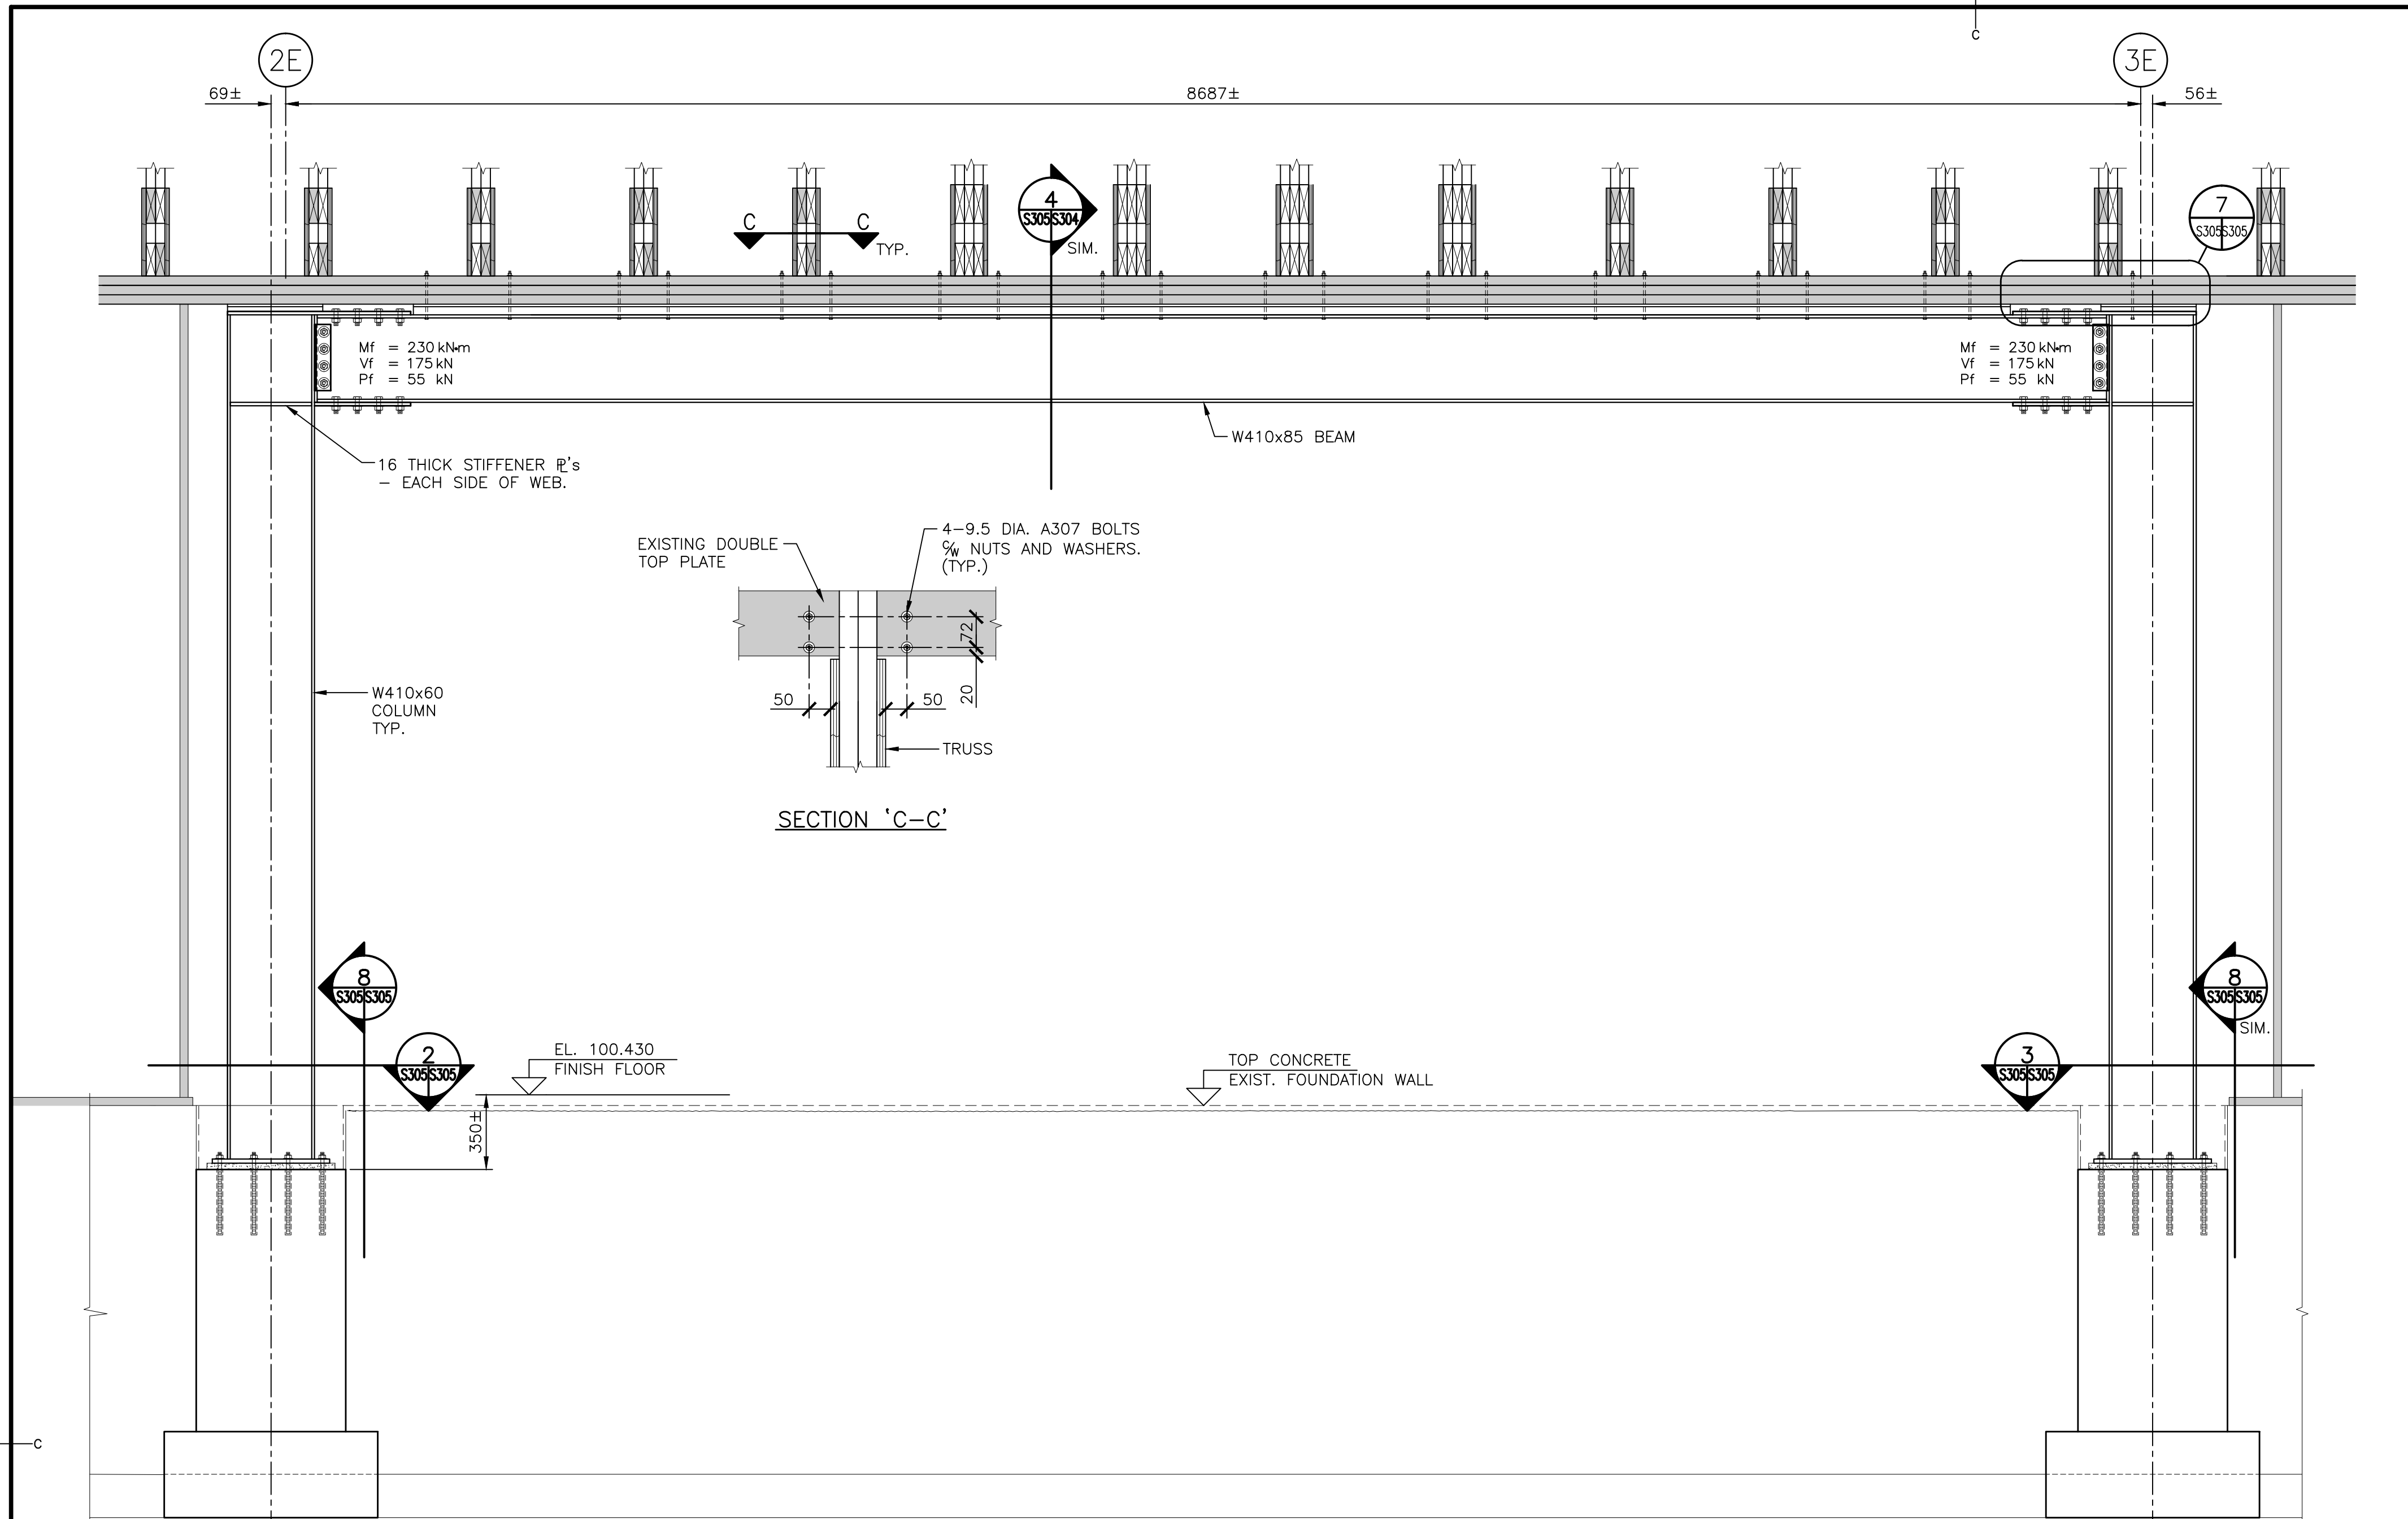 C
2E
3E
69±
8687±
56±
C
C
TYP.
4
S305 S304
SIM.
7
S305 S305
Mf = 230 kN•m
Vf = 175 kN
Pf = 55 kN
Mf = 230 kN•m
Vf = 175 kN
Pf = 55 kN
W410x85 BEAM
16 THICK STIFFENER PL's
- EACH SIDE OF WEB.
EXISTING DOUBLE
TOP PLATE
4-9.5 DIA. A307 BOLTS
C/W NUTS AND WASHERS.
(TYP.)
72
20
50
50
TRUSS
W410x60
COLUMN
TYP.
SECTION 'C-C'
8
S305 S305
8
S305 S305
SIM.
2
S305 S305
EL. 100.430
FINISH FLOOR
TOP CONCRETE
EXIST. FOUNDATION WALL
3
S305 S305
350±
C